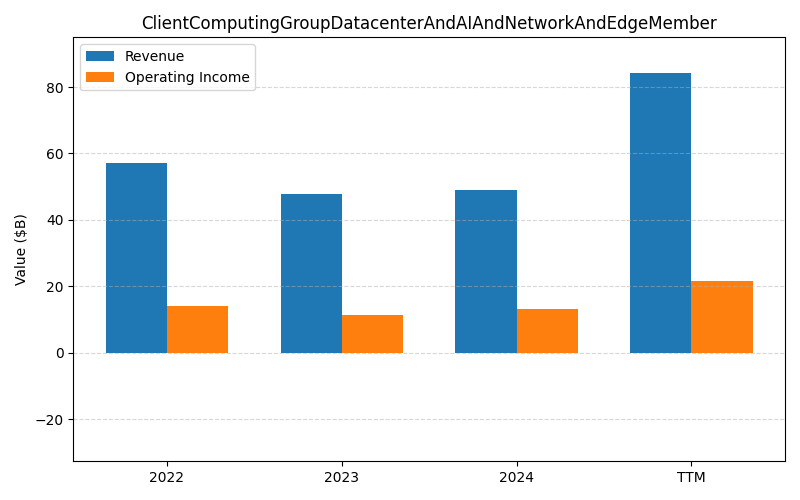 ClientComputingGroupDatacenterAndAIAndNetworkAndEdgeMember
Revenue
Operating Income
Value ($B)
80
60
40
20
0
−20
2022
2023
2024
TTM